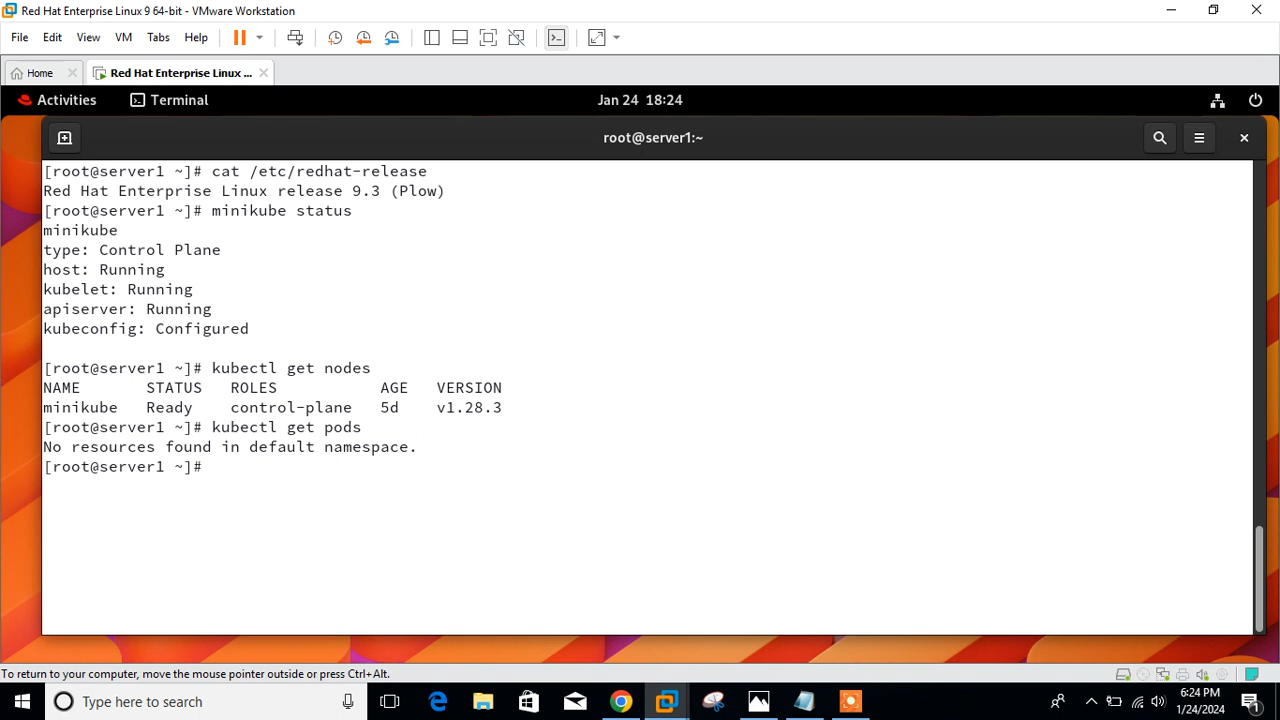 Red Hat Enterprise Linux 9 64-bit - VMware Workstation
File Edit View VM Tabs Help
Home Red Hat Enterprise Linux ...
Activities Terminal Jan 24 18:24
root@server1:~
[root@server1 ~]# cat /etc/redhat-release
Red Hat Enterprise Linux release 9.3 (Plow)
[root@server1 ~]# minikube status
minikube
type: Control Plane
host: Running
kubelet: Running
apiserver: Running
kubeconfig: Configured
[root@server1 ~]# kubectl get nodes
NAME STATUS ROLES AGE VERSION
minikube Ready control-plane 5d v1.28.3
[root@server1 ~]# kubectl get pods
No resources found in default namespace.
[root@server1 ~]#
To return to your computer, move the mouse pointer outside or press Ctrl+Alt.
Type here to search
6:24 PM
1/24/2024
1